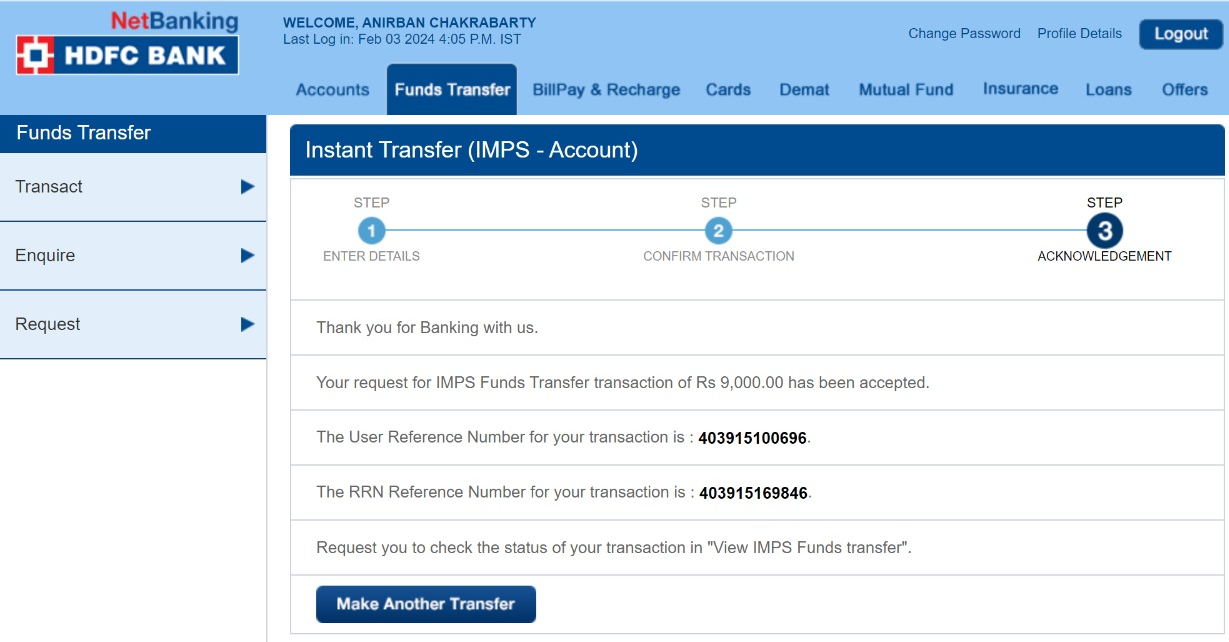 NetBanking
HDFC BANK
WELCOME, ANIRBAN CHAKRABARTY
Last Log in: Feb 03 2024 4:05 P.M. IST
Change Password Profile Details Logout
Accounts Funds Transfer BillPay & Recharge Cards Demat Mutual Fund Insurance Loans Offers
Funds Transfer
Transact
Enquire
Request
Instant Transfer (IMPS - Account)
STEP STEP STEP
1 2 3
ENTER DETAILS CONFIRM TRANSACTION ACKNOWLEDGEMENT
Thank you for Banking with us.
Your request for IMPS Funds Transfer transaction of Rs 9,000.00 has been accepted.
The User Reference Number for your transaction is : 403915100696.
The RRN Reference Number for your transaction is : 403915169846.
Request you to check the status of your transaction in "View IMPS Funds transfer".
Make Another Transfer